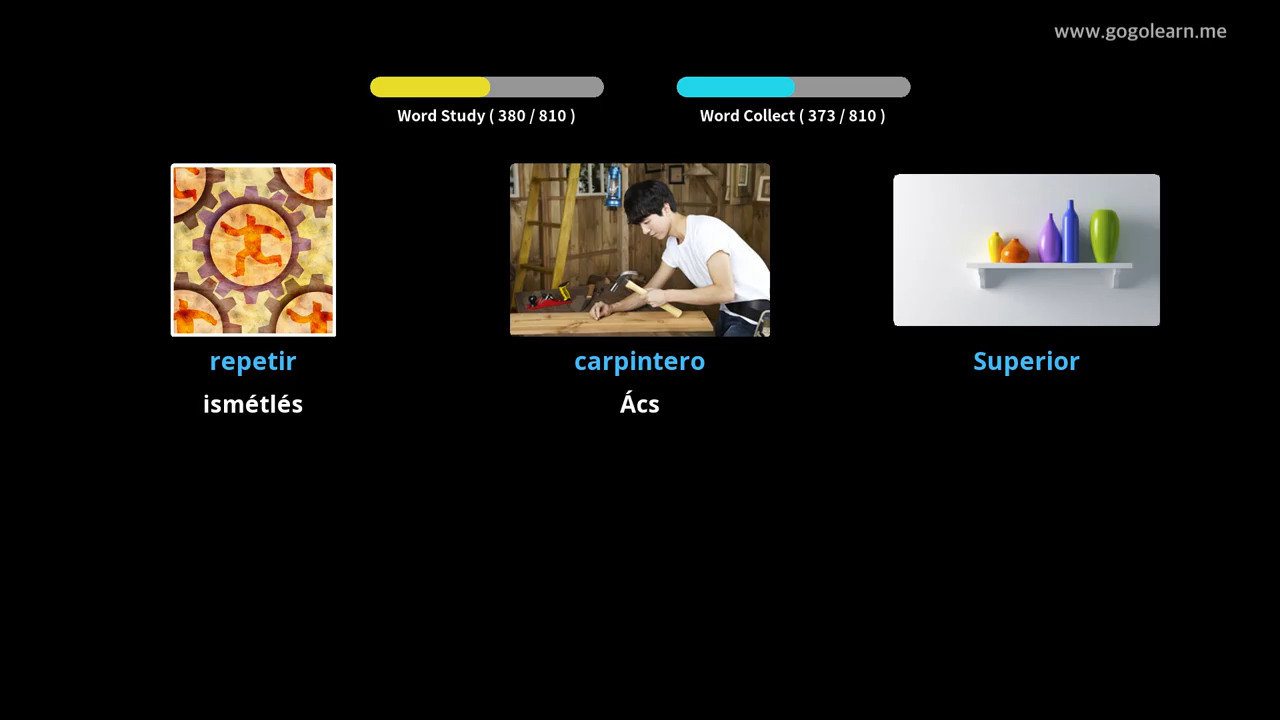 www.gogolearn.me
Word Study ( 380 / 810 )
Word Collect ( 373 / 810 )
repetir
carpintero
Superior
ismétlés
Ács